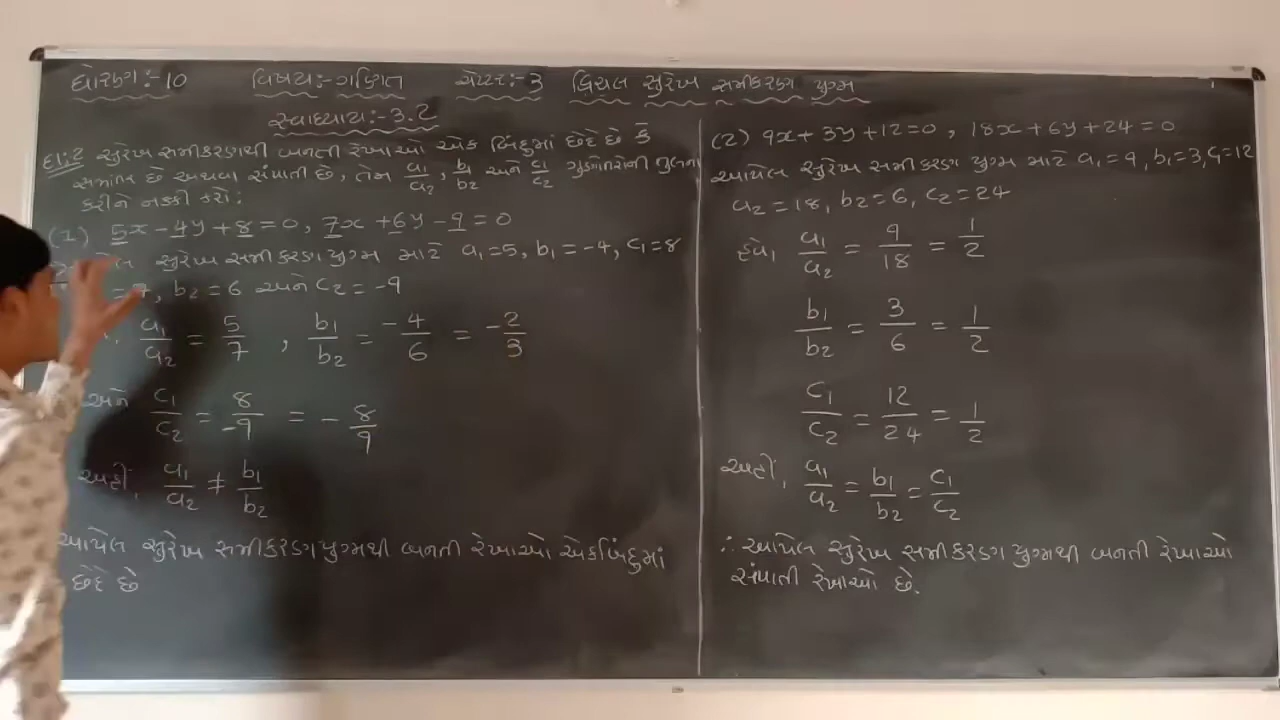 ધોરણ:-10 વિષય:-ગણિત ચેપ્ટર:-3 દ્વિચલ સુરેખ સમીકરણ યુગ્મ
સ્વાધ્યાય:-3.2
દા:2 સુરેખ સમીકરણથી બનતી રેખાઓ એક બિંદુમાં છેદે છે કે
સમાંતર છે અથવા સંપાતી છે, તેમ a₁/a₂, b₁/b₂ અને c₁/c₂ ગુણોત્તરોની તુલના
કરીને નક્કી કરો:
(1) 5x - 4y + 8 = 0, 7x + 6y - 9 = 0
સુરેખ સમીકરણ યુગ્મ માટે a₁=5, b₁=-4, c₁=8
=7, b₂=6 અને c₂=-9
a₁/a₂ = 5/7 , b₁/b₂ = -4/6 = -2/3
અને c₁/c₂ = 8/-9 = -8/9
અહીં, a₁/a₂ ≠ b₁/b₂
આપેલ સુરેખ સમીકરણ યુગ્મથી બનતી રેખાઓ એકબિંદુમાં
છેદે છે
(2) 9x+3y+12=0, 18x+6y+24=0
આપેલ સુરેખ સમીકરણ યુગ્મ માટે a₁=9, b₁=3, c₁=12
a₂=18, b₂=6, c₂=24
હવે, a₁/a₂ = 9/18 = 1/2
b₁/b₂ = 3/6 = 1/2
c₁/c₂ = 12/24 = 1/2
અહીં, a₁/a₂ = b₁/b₂ = c₁/c₂
∴ આપેલ સુરેખ સમીકરણ યુગ્મથી બનતી રેખાઓ
સંપાતી રેખાઓ છે.